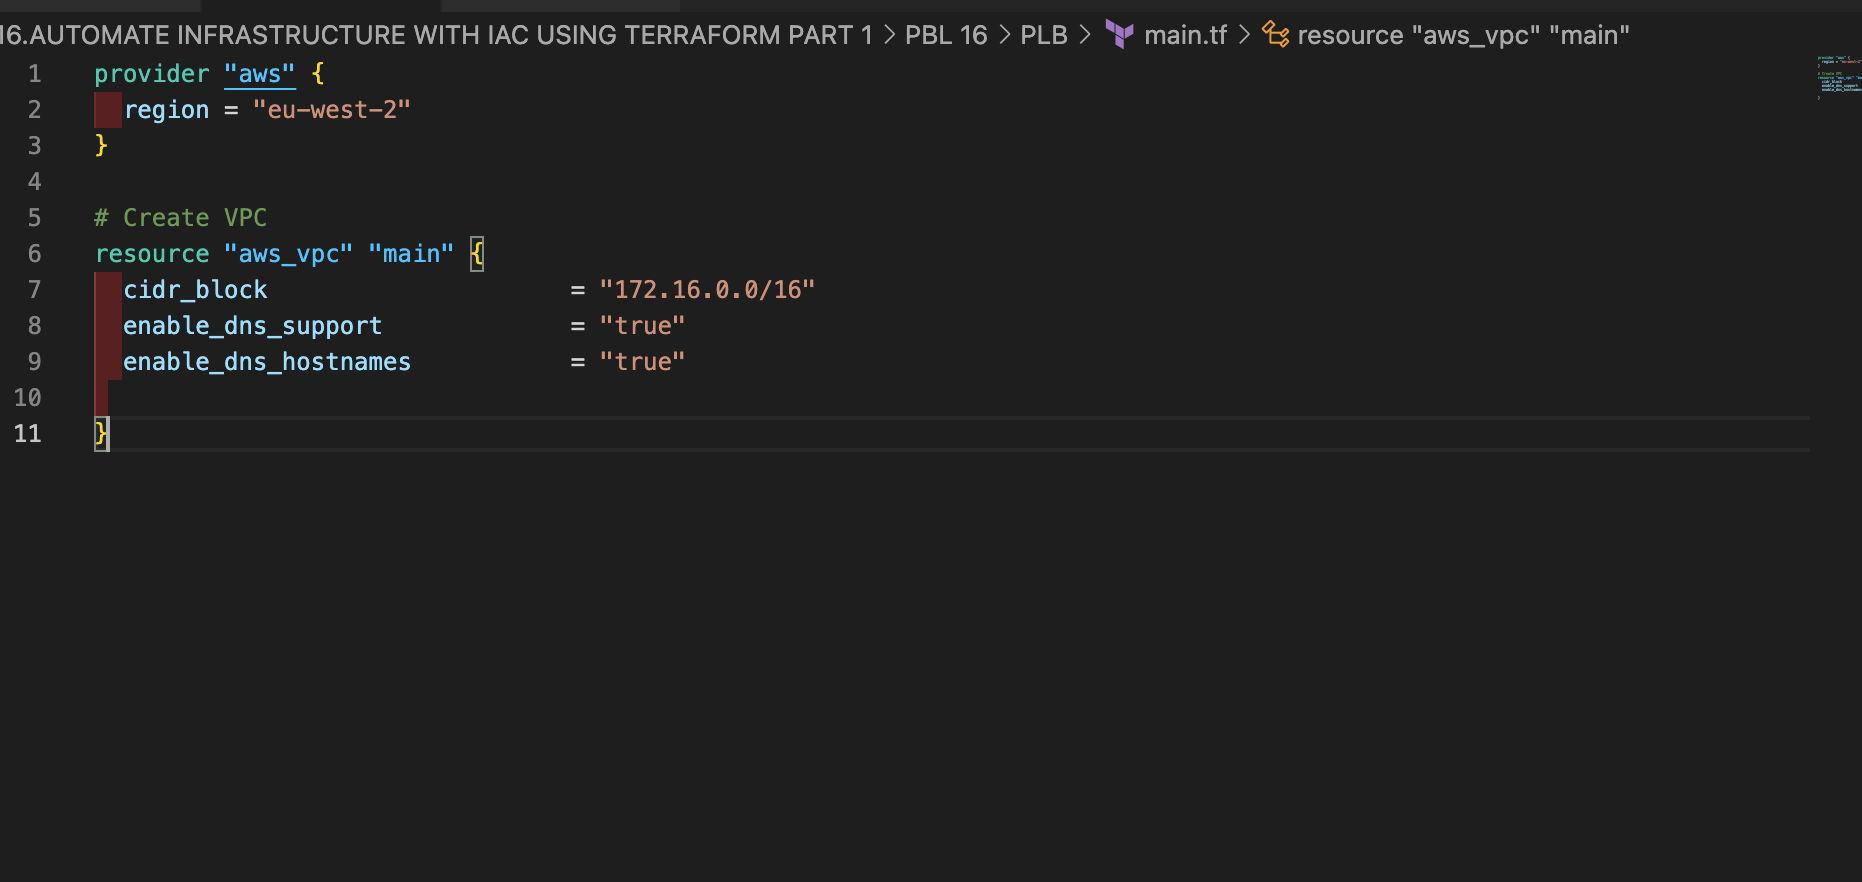 16.AUTOMATE INFRASTRUCTURE WITH IAC USING TERRAFORM PART 1 > PBL 16 > PLB > main.tf > resource "aws_vpc" "main"
1 provider "aws" {
2 region = "eu-west-2"
3 }
4
5 # Create VPC
6 resource "aws_vpc" "main" {
7 cidr_block = "172.16.0.0/16"
8 enable_dns_support = "true"
9 enable_dns_hostnames = "true"
10
11 }